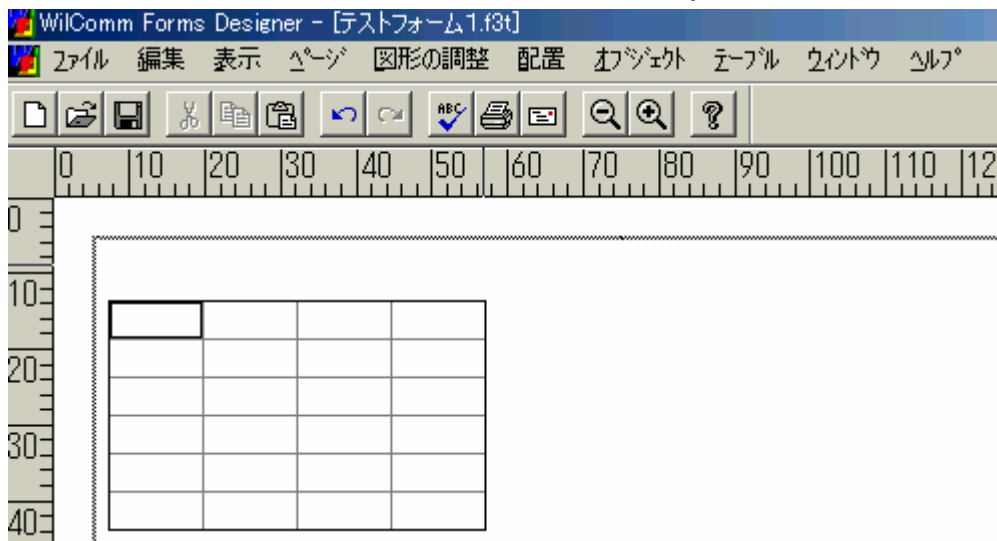 WilComm Forms Designer - [テストフォーム1.f3t]
ﾌｧｲﾙ 編集 表示 ﾍﾟｰｼﾞ 図形の調整 配置 ｵﾌﾞｼﾞｪｸﾄ ﾃｰﾌﾞﾙ ｳｨﾝﾄﾞｳ ﾍﾙﾌﾟ
ABC ?
0 10 20 30 40 50 60 70 80 90 100 110 12
0
10
20
30
40